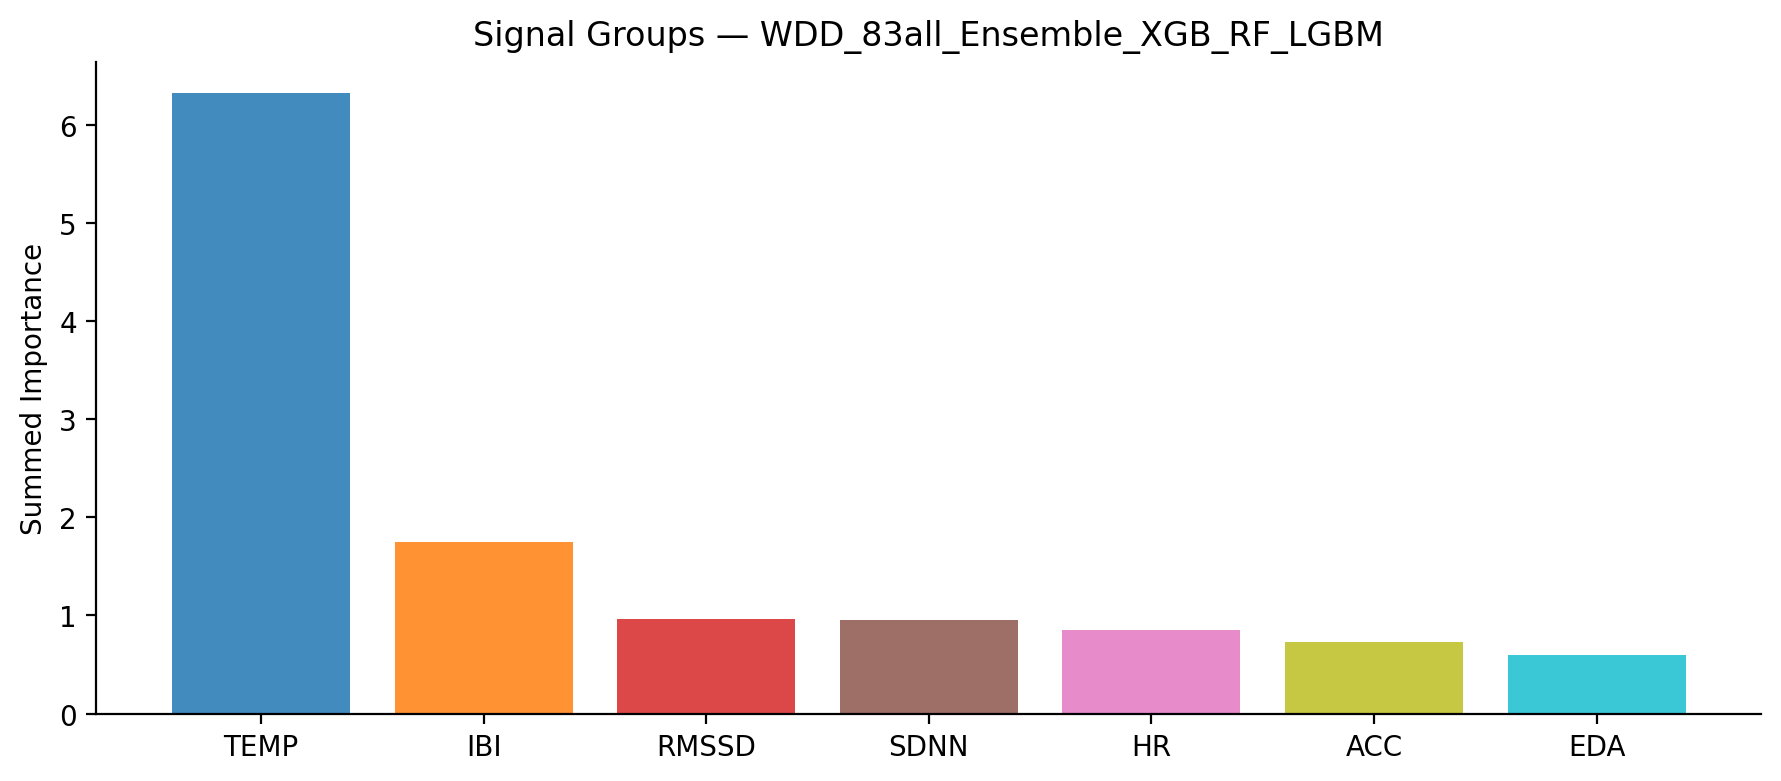 Signal Groups — WDD_83all_Ensemble_XGB_RF_LGBM
Summed Importance
6
5
4
3
2
1
0
TEMP IBI RMSSD SDNN HR ACC EDA